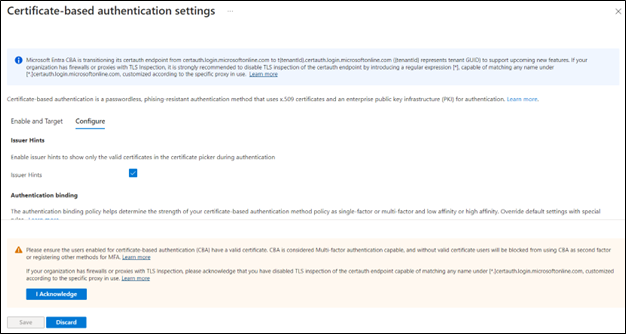 Certificate-based authentication settings ...
Microsoft Entra CBA is transitioning its certauth endpoint from certauth.login.microsoftonline.com to t{tenantid}.certauth.login.microsoftonline.com ({tenantid} represents tenant GUID) to support upcoming new features. If your
organization has firewalls or proxies with TLS Inspection, it is strongly recommended to disable TLS inspection of the certauth endpoint by introducing a regular expression [*], capable of matching any name under
[*.]certauth.login.microsoftonline.com, customized according to the specific proxy in use. Learn more
Certificate-based authentication is a passwordless, phising-resistant authentication method that uses x.509 certificates and an enterprise public key infrastructure (PKI) for authentication. Learn more.
Enable and Target Configure
Issuer Hints
Enable issuer hints to show only the valid certificates in the certificate picker during authentication
Issuer Hints
Authentication binding
The authentication binding policy helps determine the strength of your certificate-based authentication method policy as single-factor or multi-factor and low affinity or high affinity. Override default settings with special
rules. Learn more
Please ensure the users enabled for certificate-based authentication (CBA) have a valid certificate. CBA is considered Multi-factor authentication capable, and without valid certificate users will be blocked from using CBA as second factor
or registering other methods for MFA. Learn more
If your organization has firewalls or proxies with TLS inspection, please acknowledge that you have disabled TLS inspection of the certauth endpoint capable of matching any name under [*.]certauth.login.microsoftonline.com, customized
according to the specific proxy in use. Learn more
I Acknowledge
Save Discard